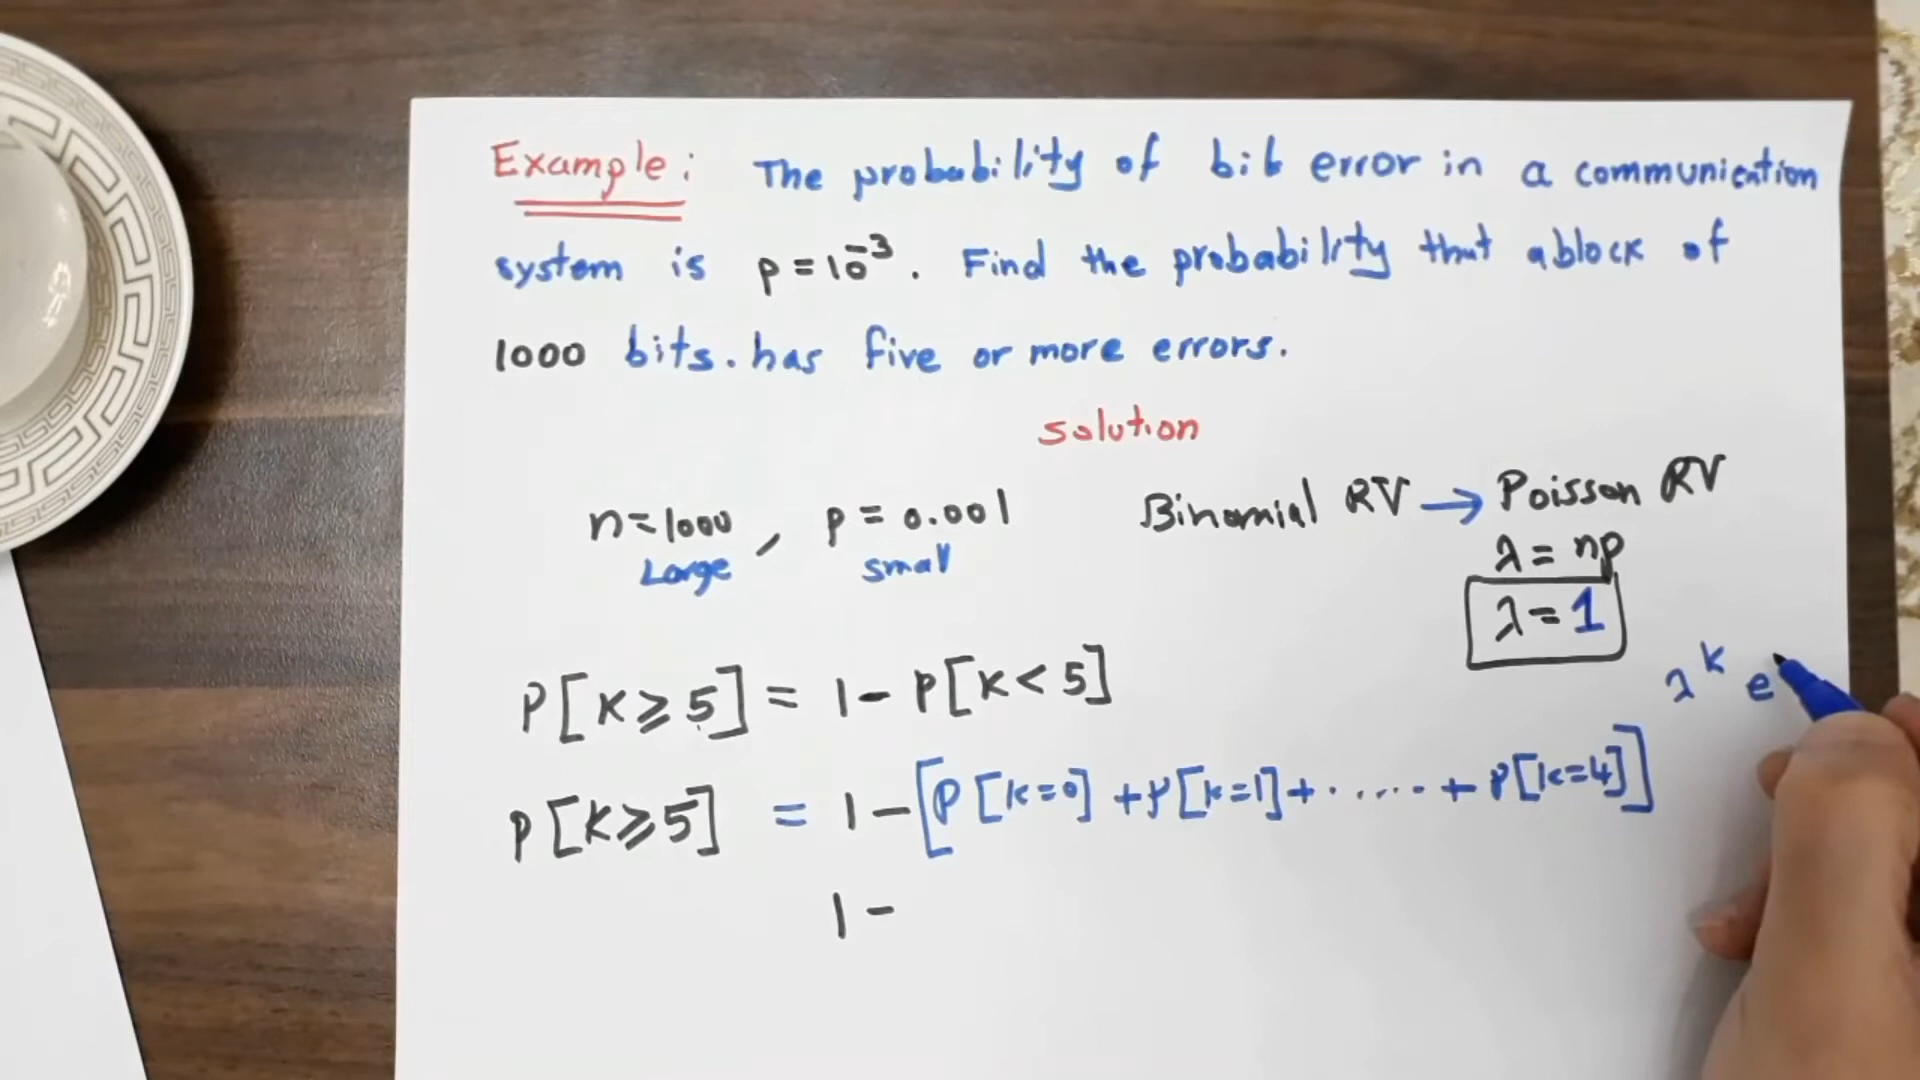 Example: The probability of bit error in a communication
system is p = 10⁻³. Find the probability that a block of
1000 bits. has five or more errors.
solution
n=1000 , p = 0.001 Binomial RV → Poisson RV
Large small λ = np
λ = 1
P[K ≥ 5] = 1 - P[K < 5] λᵏ e
P[K ≥ 5] = 1 - [P[k=0] + P[k=1] + ...... + P[k=4]]
1 -